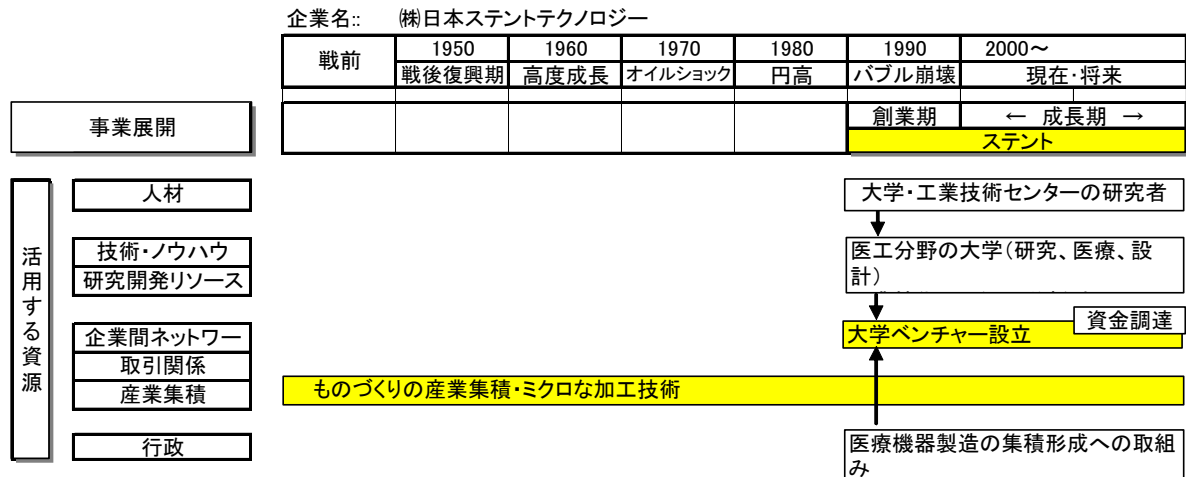 企業名:: ㈱日本ステントテクノロジー
戦前 1950 1960 1970 1980 1990 2000～
戦後復興期 高度成長 オイルショック 円高 バブル崩壊 現在・将来
事業展開 創業期 ← 成長期 →
ステント
活用する資源
人材 大学・工業技術センターの研究者
技術・ノウハウ 医工分野の大学（研究、医療、設
研究開発リソース 計）
資金調達
企業間ネットワー 大学ベンチャー設立
取引関係
産業集積 ものづくりの産業集積・ミクロな加工技術
行政 医療機器製造の集積形成への取組
み